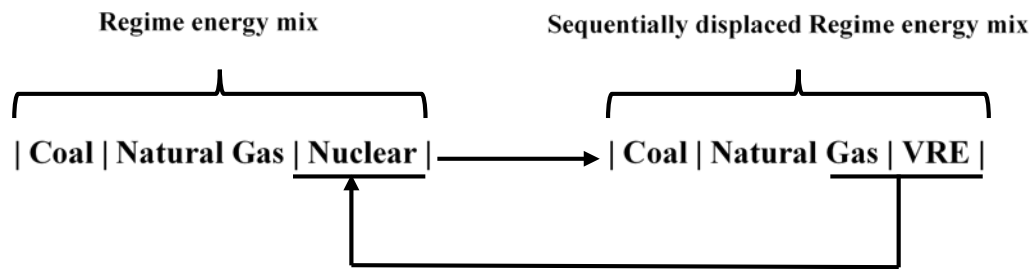 Regime energy mix
Sequentially displaced Regime energy mix
| Coal | Natural Gas | Nuclear |
| Coal | Natural Gas | VRE |